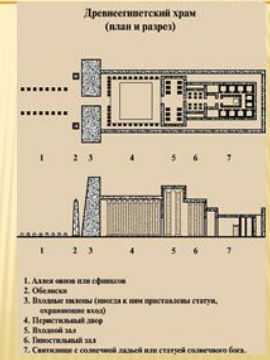 Древнеегипетский храм
(план и разрез)
1 2 3 4 5 6 7
1 2 3 4 5 6 7
1. Аллея овнов или сфинксов
2. Обелиски
3. Входные пилоны (иногда к ним приставлены статуи,
охраняющие вход)
4. Перистильный двор
5. Входной зал
6. Гипостильный зал
7. Святилище с солнечной ладьей или статуей солнечного бога.